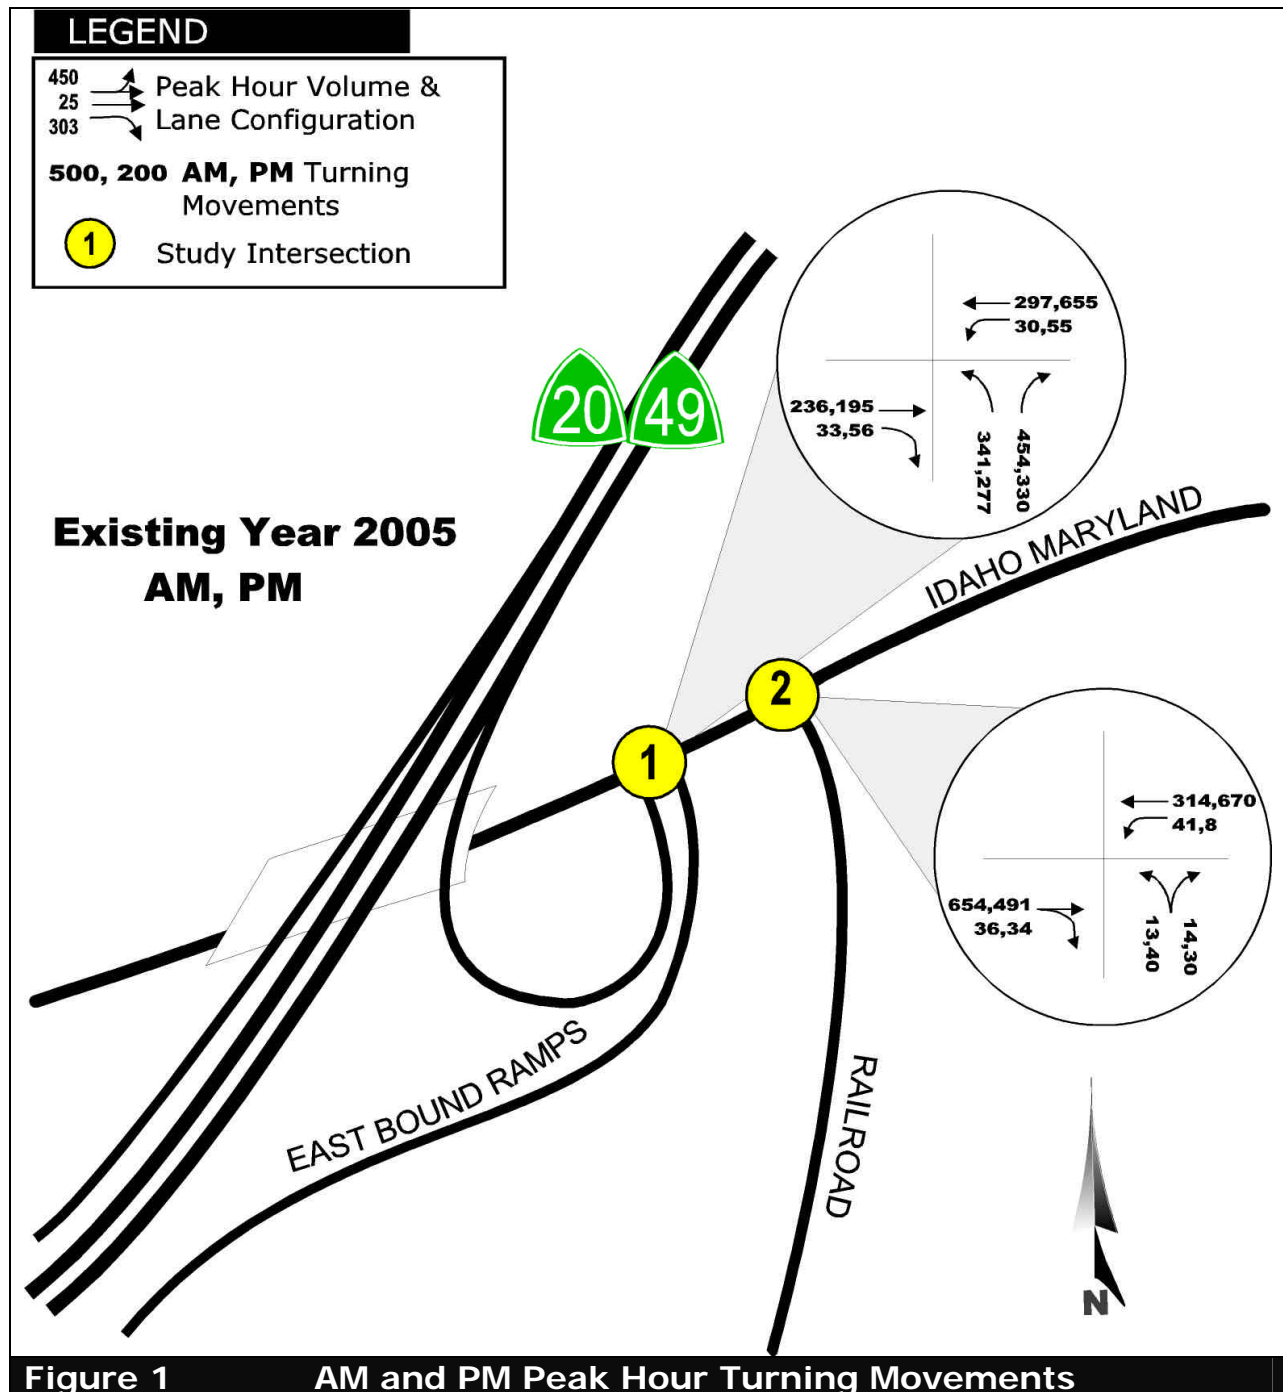 LEGEND
450
25
303
Peak Hour Volume &
Lane Configuration
500, 200 AM, PM Turning
Movements
1 Study Intersection
20 49
297,655
30,55
236,195
33,56
341,277
454,330
Existing Year 2005
AM, PM
IDAHO MARYLAND
2
1
314,670
41,8
654,491
36,34
13,40
14,30
EAST BOUND RAMPS
RAILROAD
N
Figure 1 AM and PM Peak Hour Turning Movements